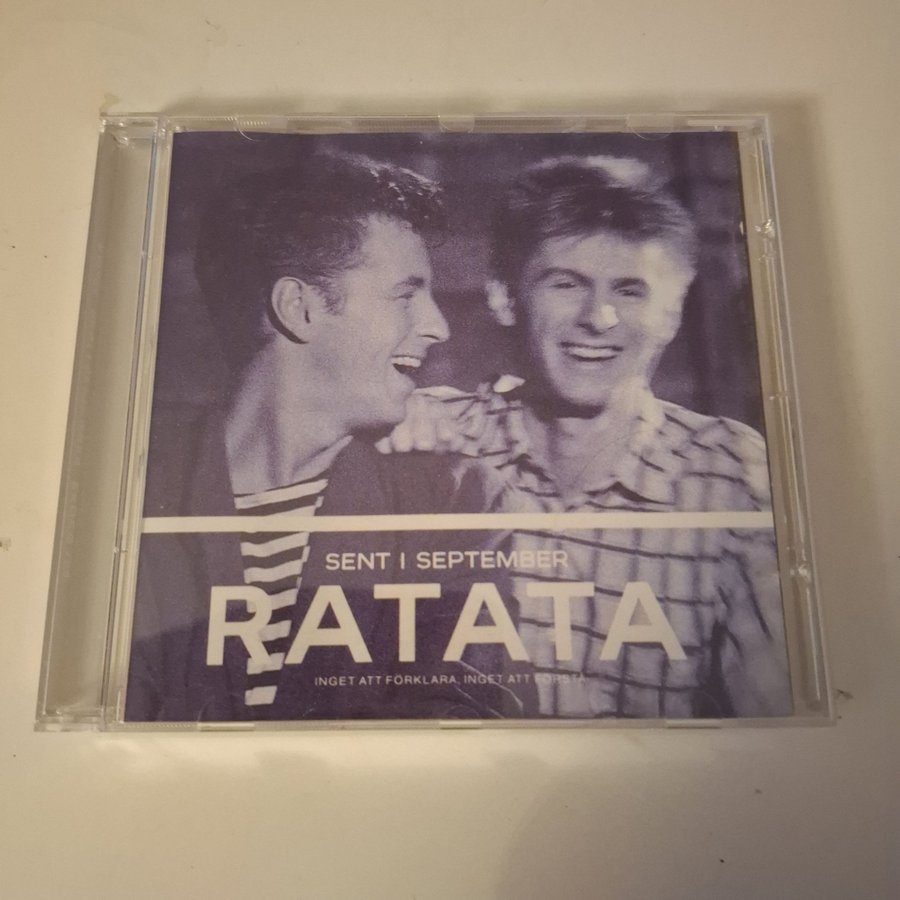 SENT I SEPTEMBER
RATATA
INGET ATT FÖRKLARA, INGET ATT FÖRSTÅ